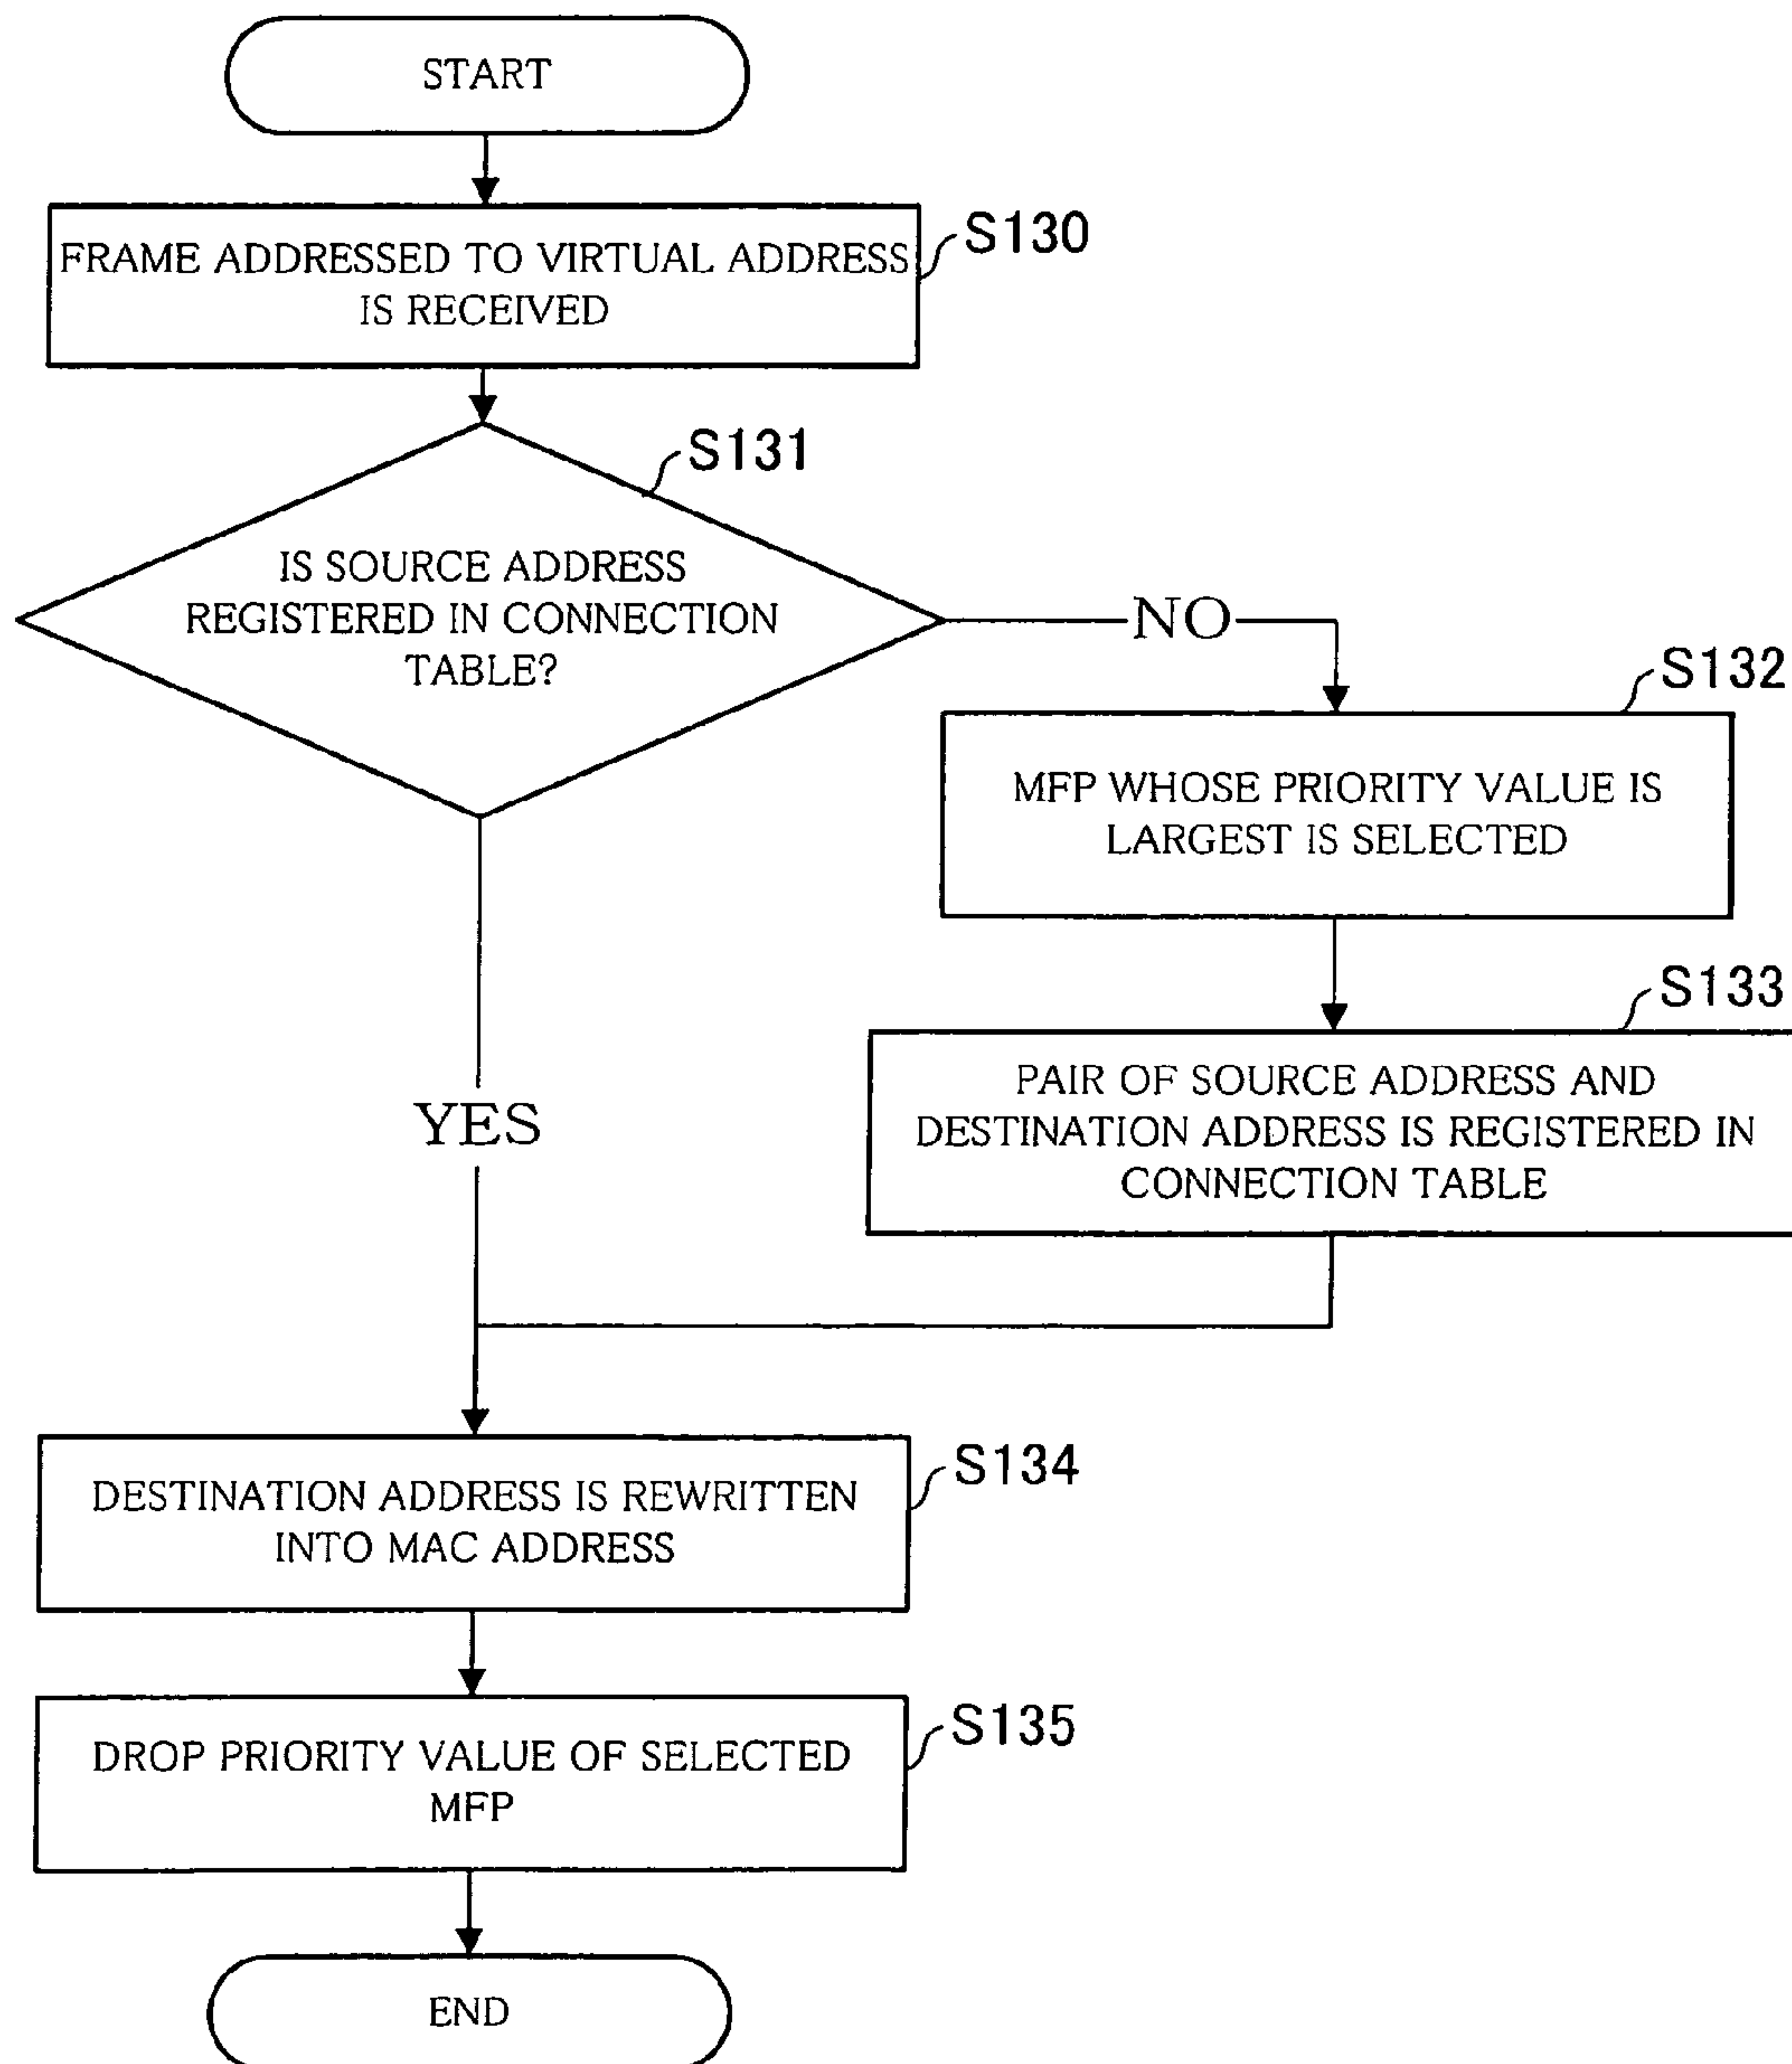 START
S130
FRAME ADDRESSED TO VIRTUAL ADDRESS
IS RECEIVED
S131
IS SOURCE ADDRESS
REGISTERED IN CONNECTION
TABLE?
NO
S132
MFP WHOSE PRIORITY VALUE IS
LARGEST IS SELECTED
S133
PAIR OF SOURCE ADDRESS AND
DESTINATION ADDRESS IS REGISTERED IN
CONNECTION TABLE
YES
S134
DESTINATION ADDRESS IS REWRITTEN
INTO MAC ADDRESS
S135
DROP PRIORITY VALUE OF SELECTED
MFP
END